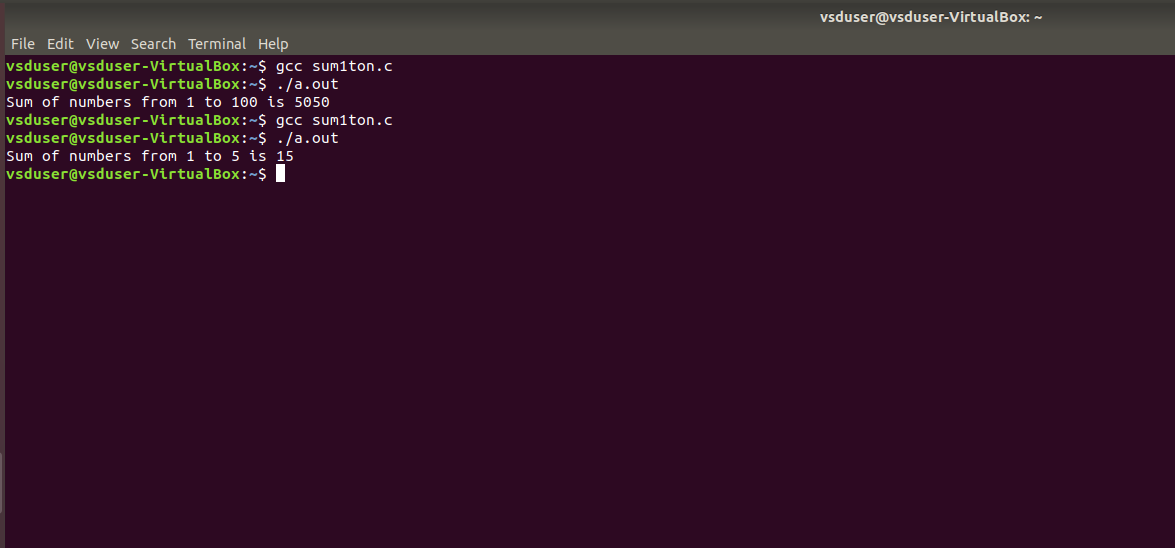 vsduser@vsduser-VirtualBox: ~
File Edit View Search Terminal Help
vsduser@vsduser-VirtualBox:~$ gcc sum1ton.c
vsduser@vsduser-VirtualBox:~$ ./a.out
Sum of numbers from 1 to 100 is 5050
vsduser@vsduser-VirtualBox:~$ gcc sum1ton.c
vsduser@vsduser-VirtualBox:~$ ./a.out
Sum of numbers from 1 to 5 is 15
vsduser@vsduser-VirtualBox:~$